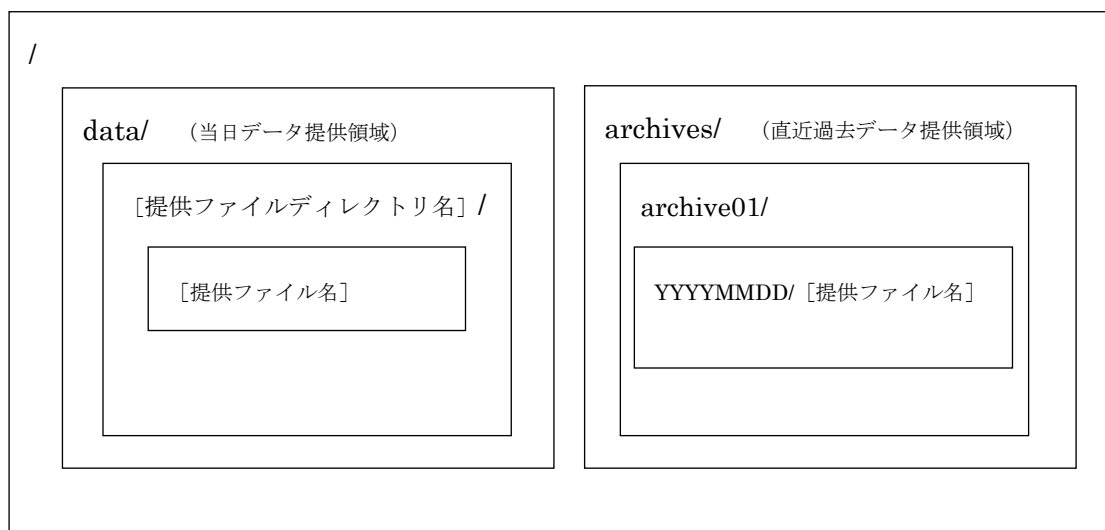 /
data/ （当日データ提供領域）
［提供ファイルディレクトリ名］/
［提供ファイル名］
archives/ （直近過去データ提供領域）
archive01/
YYYYMMDD/［提供ファイル名］